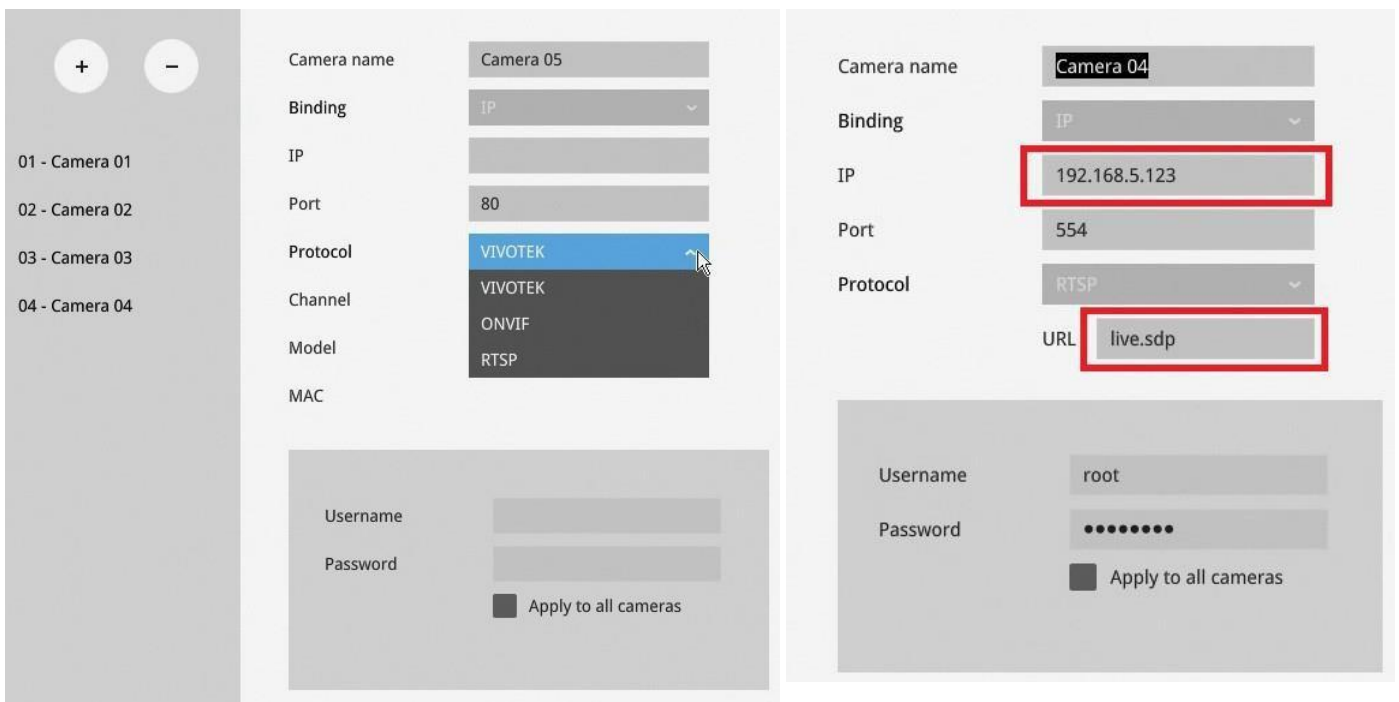 + −
01 - Camera 01
02 - Camera 02
03 - Camera 03
04 - Camera 04
Camera name Camera 05
Binding IP
IP
Port 80
Protocol VIVOTEK
VIVOTEK
Channel
ONVIF
Model
RTSP
MAC
Username
Password
Apply to all cameras
Camera name Camera 04
Binding IP
IP 192.168.5.123
Port 554
Protocol RTSP
URL live.sdp
Username root
Password ●●●●●●●●
Apply to all cameras